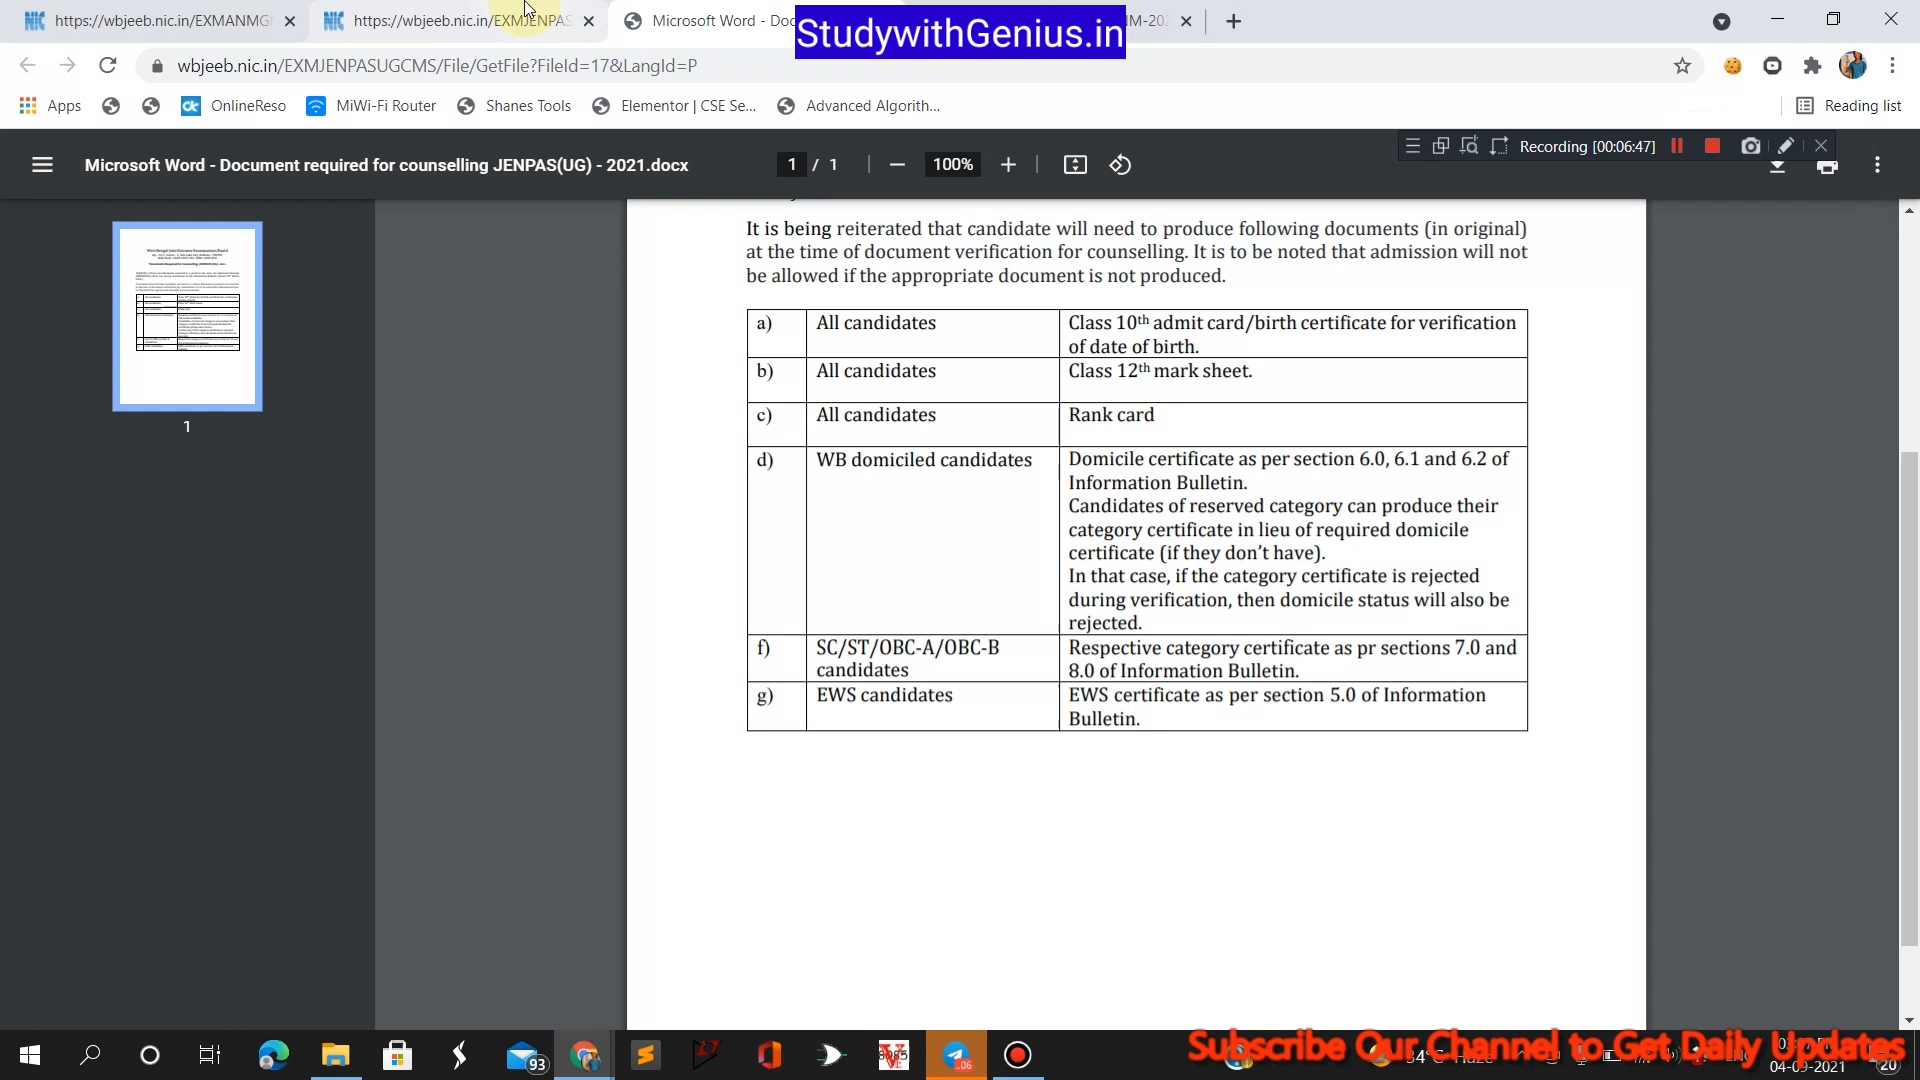 https://wbjeeb.nic.in/EXMANMG
https://wbjeeb.nic.in/EXMJENPAS
Microsoft Word - Doc
StudywithGenius.in
M-202
wbjeeb.nic.in/EXMJENPASUGCMS/File/GetFile?FileId=17&LangId=P
Apps
OnlineReso
MiWi-Fi Router
Shanes Tools
Elementor | CSE Se...
Advanced Algorith...
Reading list
Microsoft Word - Document required for counselling JENPAS(UG) - 2021.docx
1 / 1
100%
Recording [00:06:47]
1
It is being reiterated that candidate will need to produce following documents (in original)
at the time of document verification for counselling. It is to be noted that admission will not
be allowed if the appropriate document is not produced.
a) All candidates Class 10th admit card/birth certificate for verification
of date of birth.
b) All candidates Class 12th mark sheet.
c) All candidates Rank card
d) WB domiciled candidates Domicile certificate as per section 6.0, 6.1 and 6.2 of
Information Bulletin.
Candidates of reserved category can produce their
category certificate in lieu of required domicile
certificate (if they don't have).
In that case, if the category certificate is rejected
during verification, then domicile status will also be
rejected.
f) SC/ST/OBC-A/OBC-B Respective category certificate as pr sections 7.0 and
candidates 8.0 of Information Bulletin.
g) EWS candidates EWS certificate as per section 5.0 of Information
Bulletin.
93
8085
.06
Subscribe Our Channel to Get Daily Updates
34°C Haze
04-09-2021
20